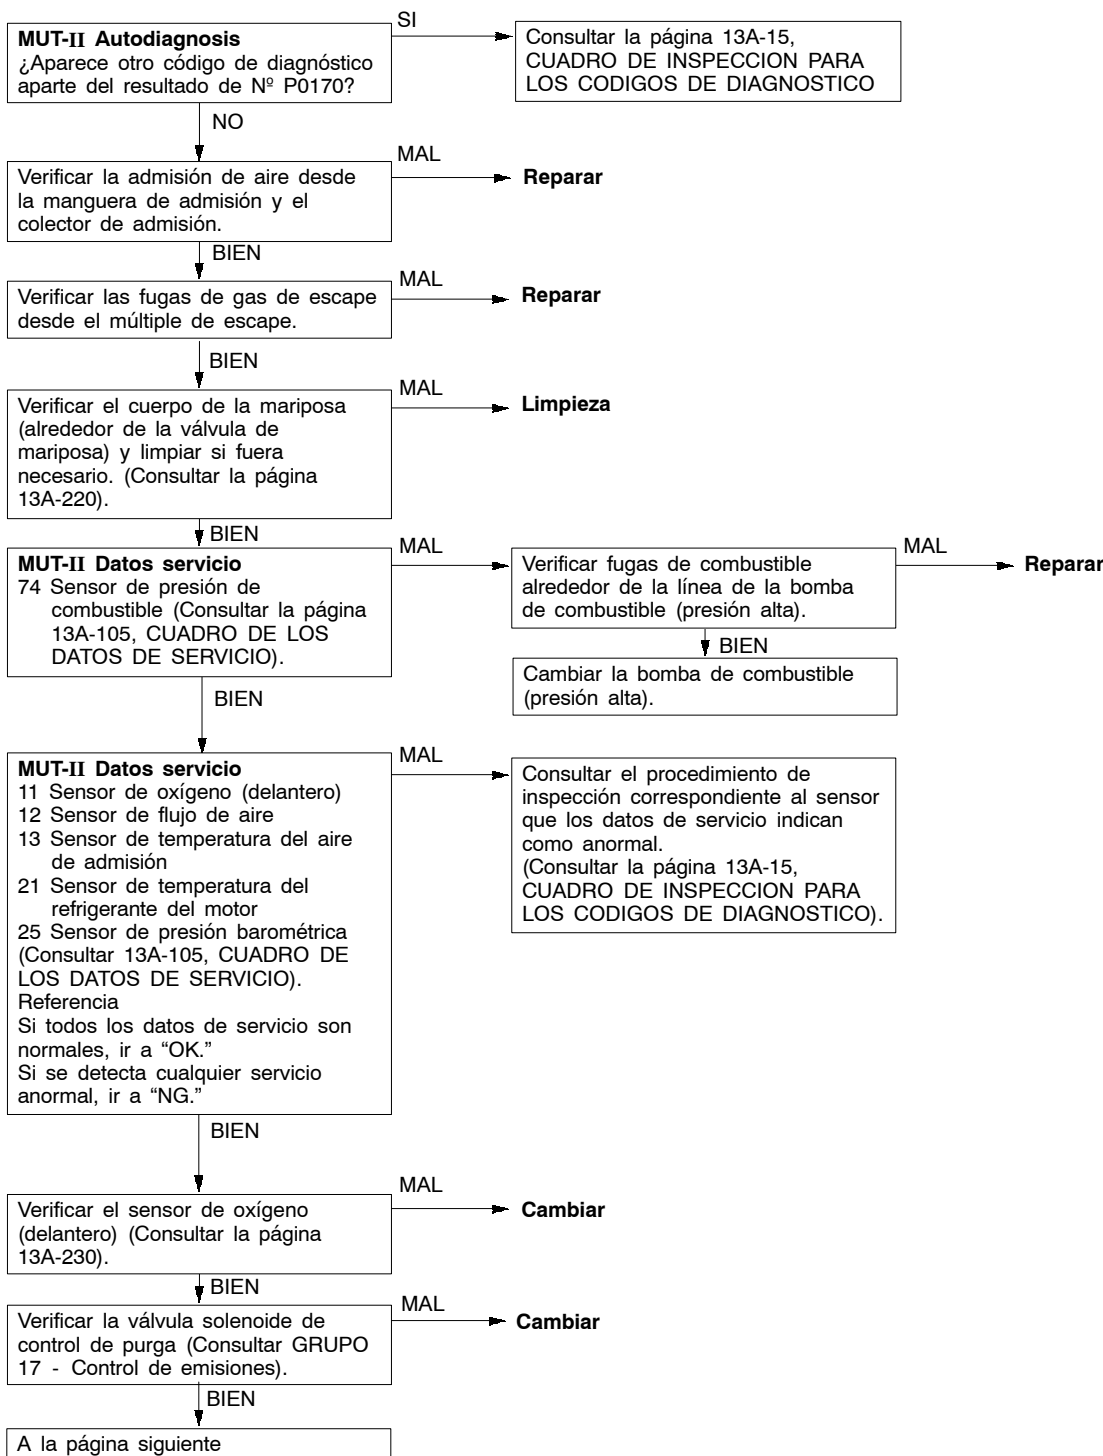 MUT-II Autodiagnosis
¿Aparece otro código de diagnóstico
aparte del resultado de Nº P0170?
SI
Consultar la página 13A-15,
CUADRO DE INSPECCION PARA
LOS CODIGOS DE DIAGNOSTICO
NO
Verificar la admisión de aire desde
la manguera de admisión y el
colector de admisión.
MAL
Reparar
BIEN
Verificar las fugas de gas de escape
desde el múltiple de escape.
MAL
Reparar
BIEN
Verificar el cuerpo de la mariposa
(alrededor de la válvula de
mariposa) y limpiar si fuera
necesario. (Consultar la página
13A-220).
MAL
Limpieza
BIEN
MUT-II Datos servicio
74 Sensor de presión de
combustible (Consultar la página
13A-105, CUADRO DE LOS
DATOS DE SERVICIO).
MAL
Verificar fugas de combustible
alrededor de la línea de la bomba
de combustible (presión alta).
MAL
Reparar
BIEN
Cambiar la bomba de combustible
(presión alta).
BIEN
MUT-II Datos servicio
11 Sensor de oxígeno (delantero)
12 Sensor de flujo de aire
13 Sensor de temperatura del aire
de admisión
21 Sensor de temperatura del
refrigerante del motor
25 Sensor de presión barométrica
(Consultar 13A-105, CUADRO DE
LOS DATOS DE SERVICIO).
Referencia
Si todos los datos de servicio son
normales, ir a “OK.”
Si se detecta cualquier servicio
anormal, ir a “NG.”
MAL
Consultar el procedimiento de
inspección correspondiente al sensor
que los datos de servicio indican
como anormal.
(Consultar la página 13A-15,
CUADRO DE INSPECCION PARA
LOS CODIGOS DE DIAGNOSTICO).
BIEN
Verificar el sensor de oxígeno
(delantero) (Consultar la página
13A-230).
MAL
Cambiar
BIEN
Verificar la válvula solenoide de
control de purga (Consultar GRUPO
17 - Control de emisiones).
MAL
Cambiar
BIEN
A la página siguiente